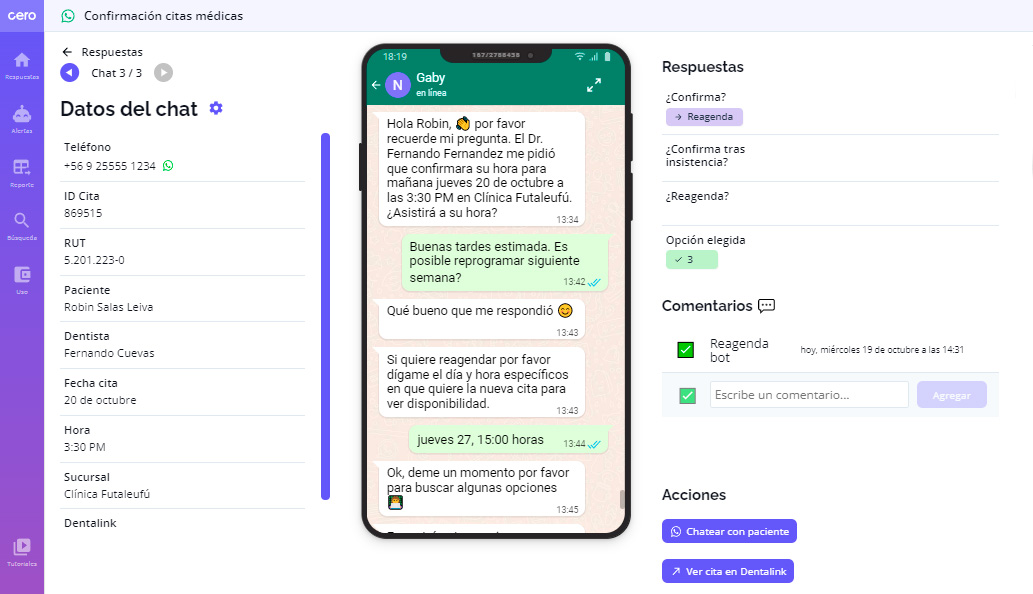 cero
Confirmación citas médicas
Respuestas
Alertas
Reporte
Búsqueda
Uso
Tutoriales
Respuestas
Chat 3 / 3
Datos del chat
Teléfono
+56 9 25555 1234
ID Cita
869515
RUT
5.201.223-0
Paciente
Robin Salas Leiva
Dentista
Fernando Cuevas
Fecha cita
20 de octubre
Hora
3:30 PM
Sucursal
Clínica Futaleufú
Dentalink
18:19
Gaby
N
en línea
Hola Robin, 👏 por favor
recuerde mi pregunta. El Dr.
Fernando Fernandez me pidió
que confirmara su hora para
mañana jueves 20 de octubre a
las 3:30 PM en Clínica Futaleufú.
¿Asistirá a su hora?
13:34
Buenas tardes estimada. Es
posible reprogramar siguiente
semana?
13:42
Qué bueno que me respondió 😊
13:43
Si quiere reagendar por favor
dígame el día y hora específicos
en que quiere la nueva cita para
ver disponibilidad.
13:43
jueves 27, 15:00 horas
13:44
Ok, deme un momento por favor
para buscar algunas opciones
13:45
Respuestas
¿Confirma?
→ Reagenda
¿Confirma tras
insistencia?
¿Reagenda?
Opción elegida
✓ 3
Comentarios
Reagenda
bot
hoy, miércoles 19 de octubre a las 14:31
Escribe un comentario...
Agregar
Acciones
Chatear con paciente
Ver cita en Dentalink